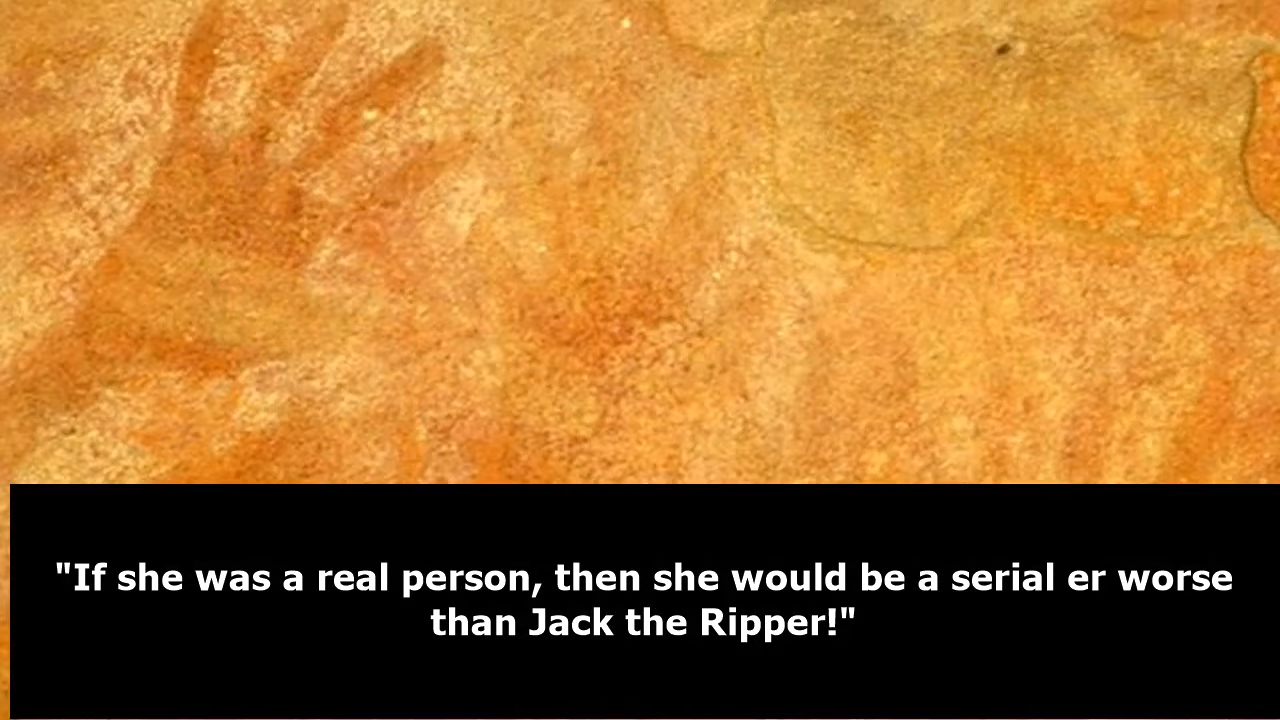 "If she was a real person, then she would be a serial er worse
than Jack the Ripper!"